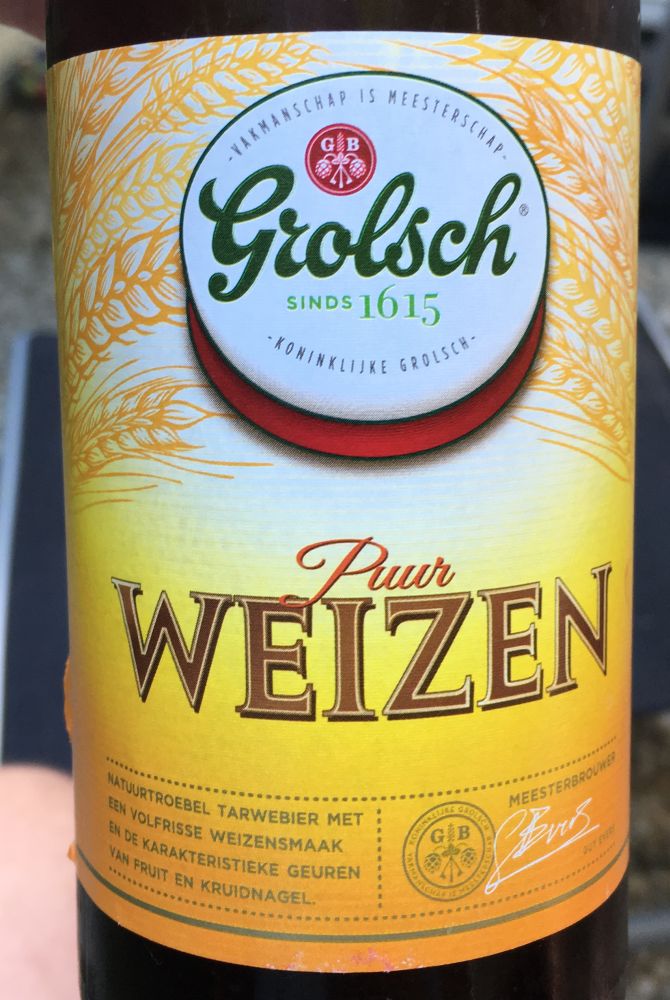 -VAKMANSCHAP IS MEESTERSCHAP-
G B
Grolsch®
SINDS 1615
-KONINKLIJKE GROLSCH-
Puur
WEIZEN
NATUURTROEBEL TARWEBIER MET
EEN VOLFRISSE WEIZENSMAAK
EN DE KARAKTERISTIEKE GEUREN
VAN FRUIT EN KRUIDNAGEL.
G B
MEESTERBROUWER